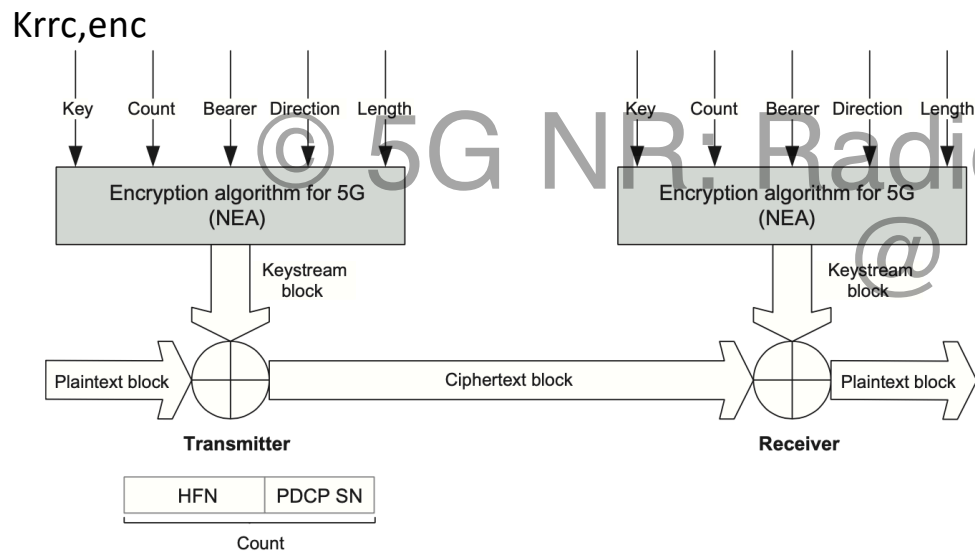 Krrc,enc
Key Count Bearer Direction Length
Key Count Bearer Direction Length
© 5G NR: Radi
Encryption algorithm for 5G
(NEA)
Encryption algorithm for 5G
(NEA)
@
Keystream
block
Keystream
block
Plaintext block
Ciphertext block
Plaintext block
Transmitter
Receiver
HFN PDCP SN
Count